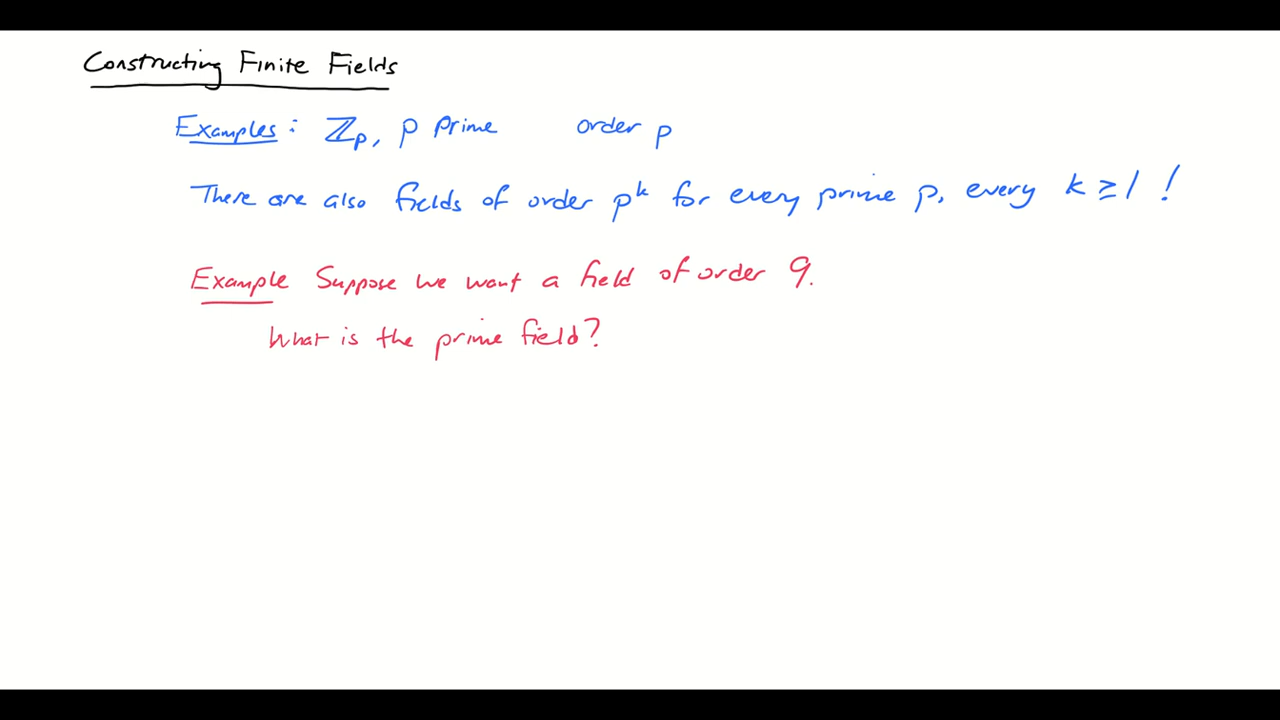 Constructing Finite Fields
Examples: ℤₚ, p prime order p
There are also fields of order pᵏ for every prime p, every k ≥ 1 !
Example Suppose we want a field of order 9.
What is the prime field?